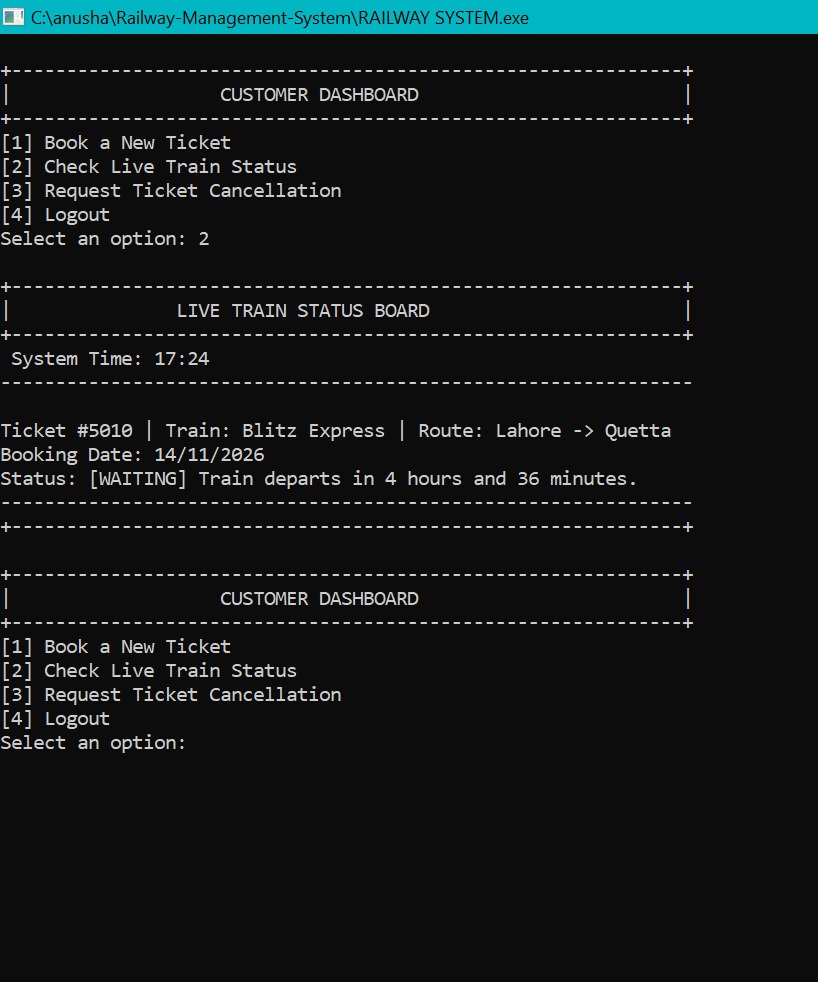 C:\anusha\Railway-Management-System\RAILWAY SYSTEM.exe
+-------------------------------------------------------------+
| CUSTOMER DASHBOARD |
+-------------------------------------------------------------+
[1] Book a New Ticket
[2] Check Live Train Status
[3] Request Ticket Cancellation
[4] Logout
Select an option: 2
+-------------------------------------------------------------+
| LIVE TRAIN STATUS BOARD |
+-------------------------------------------------------------+
System Time: 17:24
---------------------------------------------------------------
Ticket #5010 | Train: Blitz Express | Route: Lahore -> Quetta
Booking Date: 14/11/2026
Status: [WAITING] Train departs in 4 hours and 36 minutes.
---------------------------------------------------------------
+-------------------------------------------------------------+
+-------------------------------------------------------------+
| CUSTOMER DASHBOARD |
+-------------------------------------------------------------+
[1] Book a New Ticket
[2] Check Live Train Status
[3] Request Ticket Cancellation
[4] Logout
Select an option: